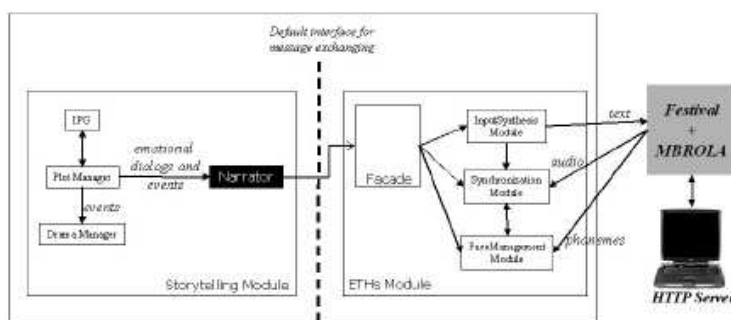 Default interface for
message exchanging
IPG
emotional
dialogs and
events
Plot Manager
Narrator
events
Drama Manager
Storytelling Module
Facade
InputSynthesis
Module
Synchronization
Module
FaceManagement
Module
ETHs Module
text
audio
phonemes
Festival
+
MBROLA
HTTP Server